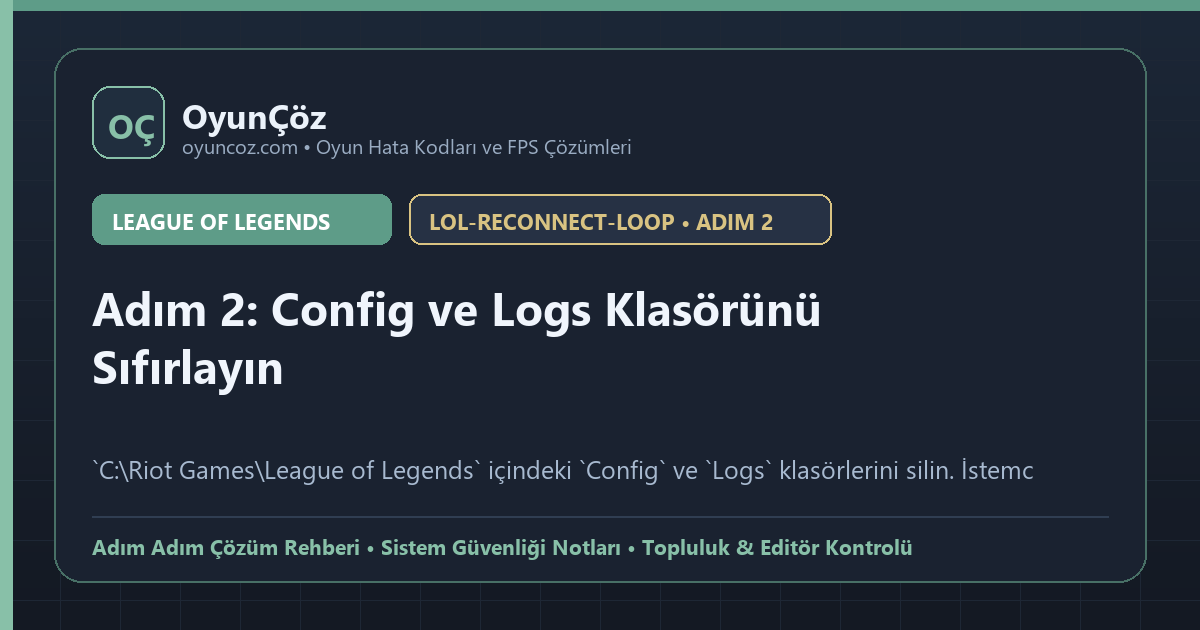 OÇ
OyunÇöz
oyuncoz.com • Oyun Hata Kodları ve FPS Çözümleri
LEAGUE OF LEGENDS
LOL-RECONNECT-LOOP • ADIM 2
Adım 2: Config ve Logs Klasörünü
Sıfırlayın
`C:\Riot Games\League of Legends` içindeki `Config` ve `Logs` klasörlerini silin. İstemc
Adım Adım Çözüm Rehberi • Sistem Güvenliği Notları • Topluluk & Editör Kontrolü